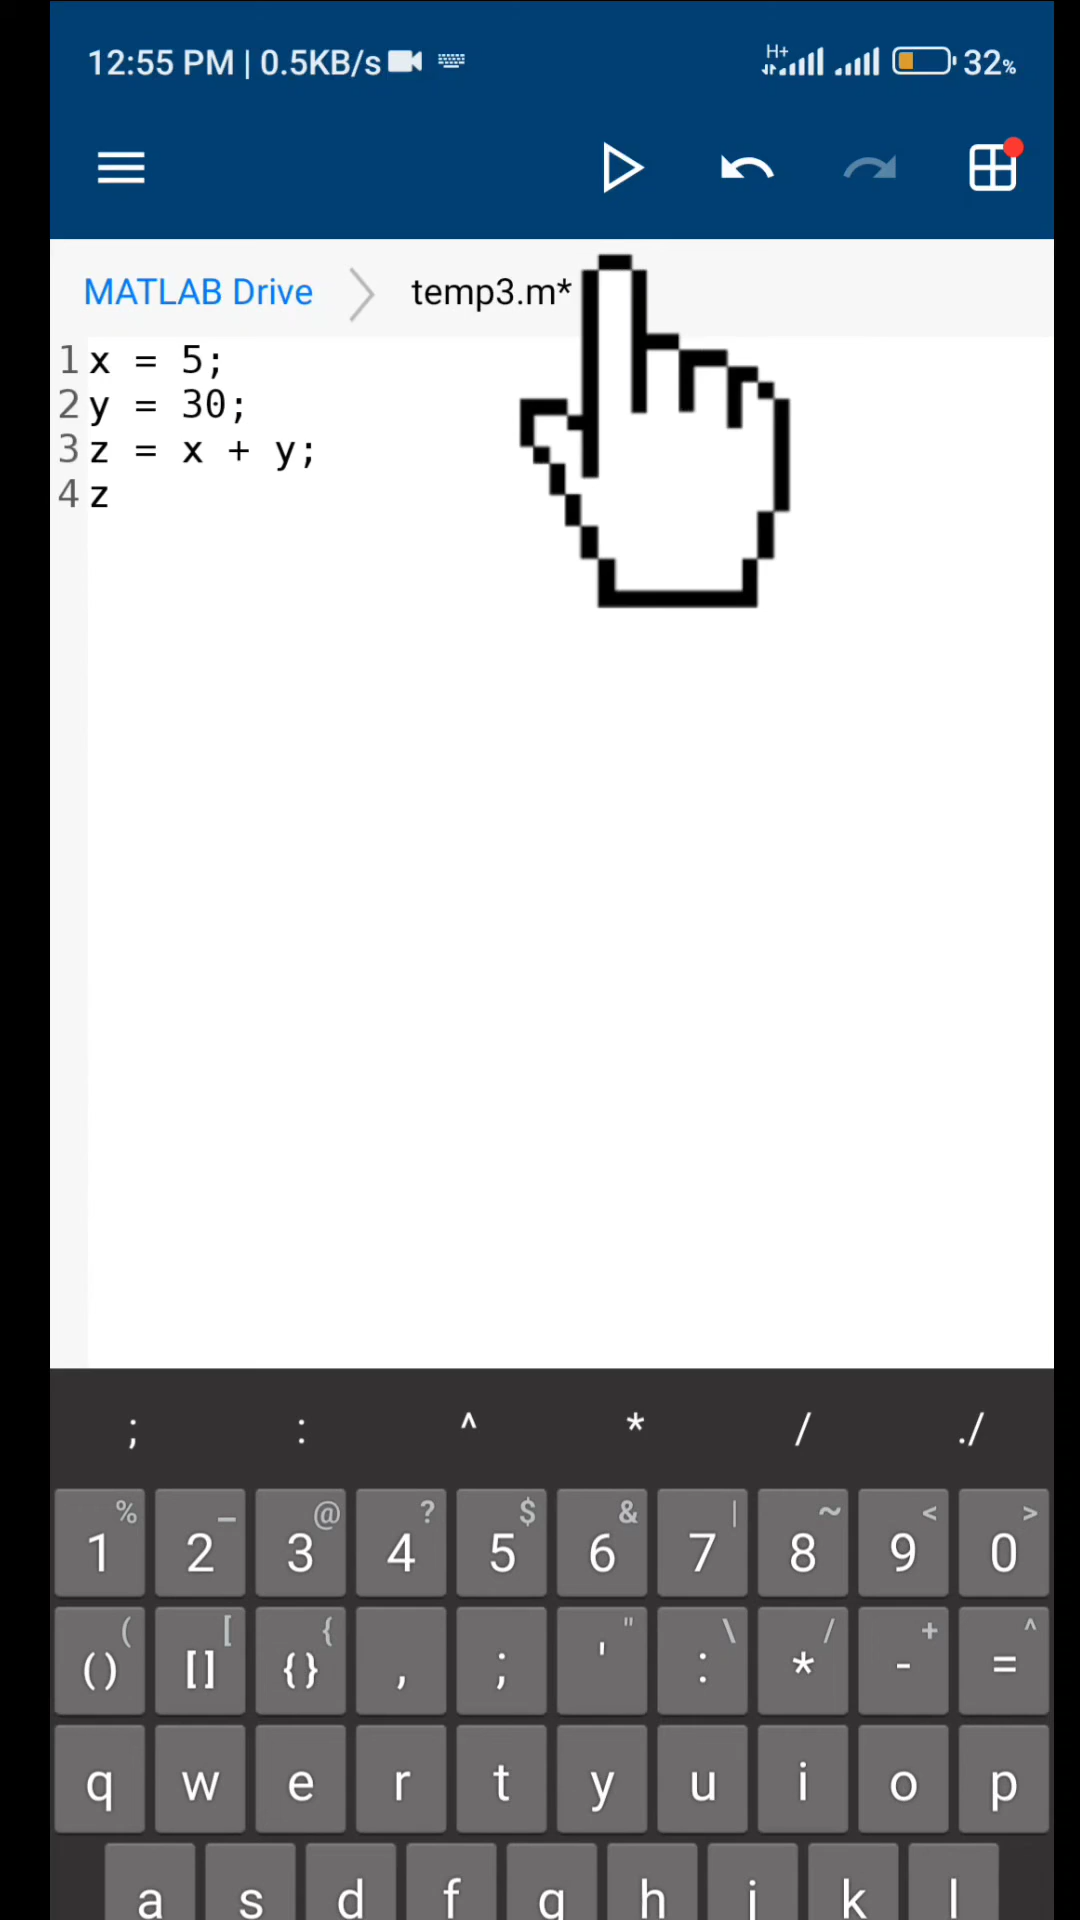 12:55 PM | 0.5KB/s H+ 32%
MATLAB Drive temp3.m*
1 x = 5;
2 y = 30;
3 z = x + y;
4 z
; : ^ * / ./
% _ @ ? $ & | ~ < >
1 2 3 4 5 6 7 8 9 0
( [ { " \ / + ^
() [] {} , ; ' : * - =
q w e r t y u i o p
a s d f g h j k l